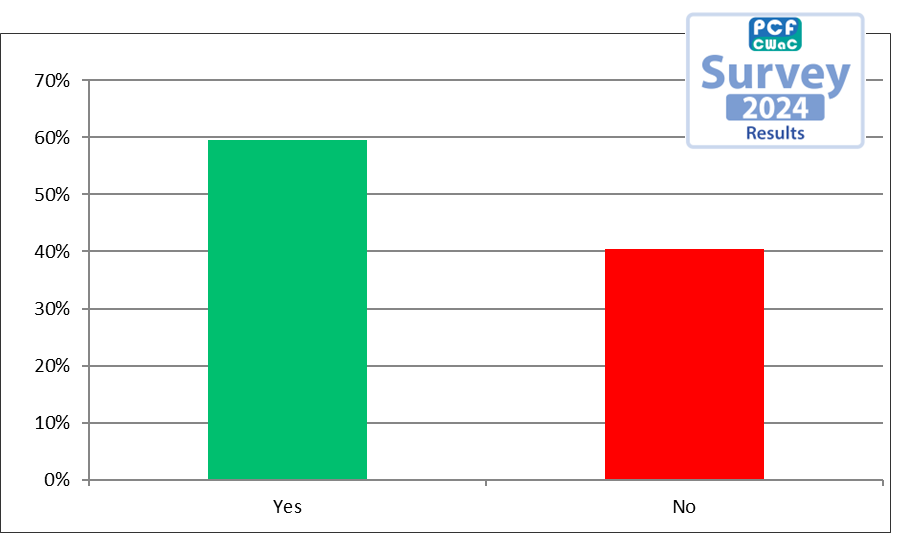 PCF
CWaC
Survey
2024
Results
70%
60%
50%
40%
30%
20%
10%
0%
Yes
No